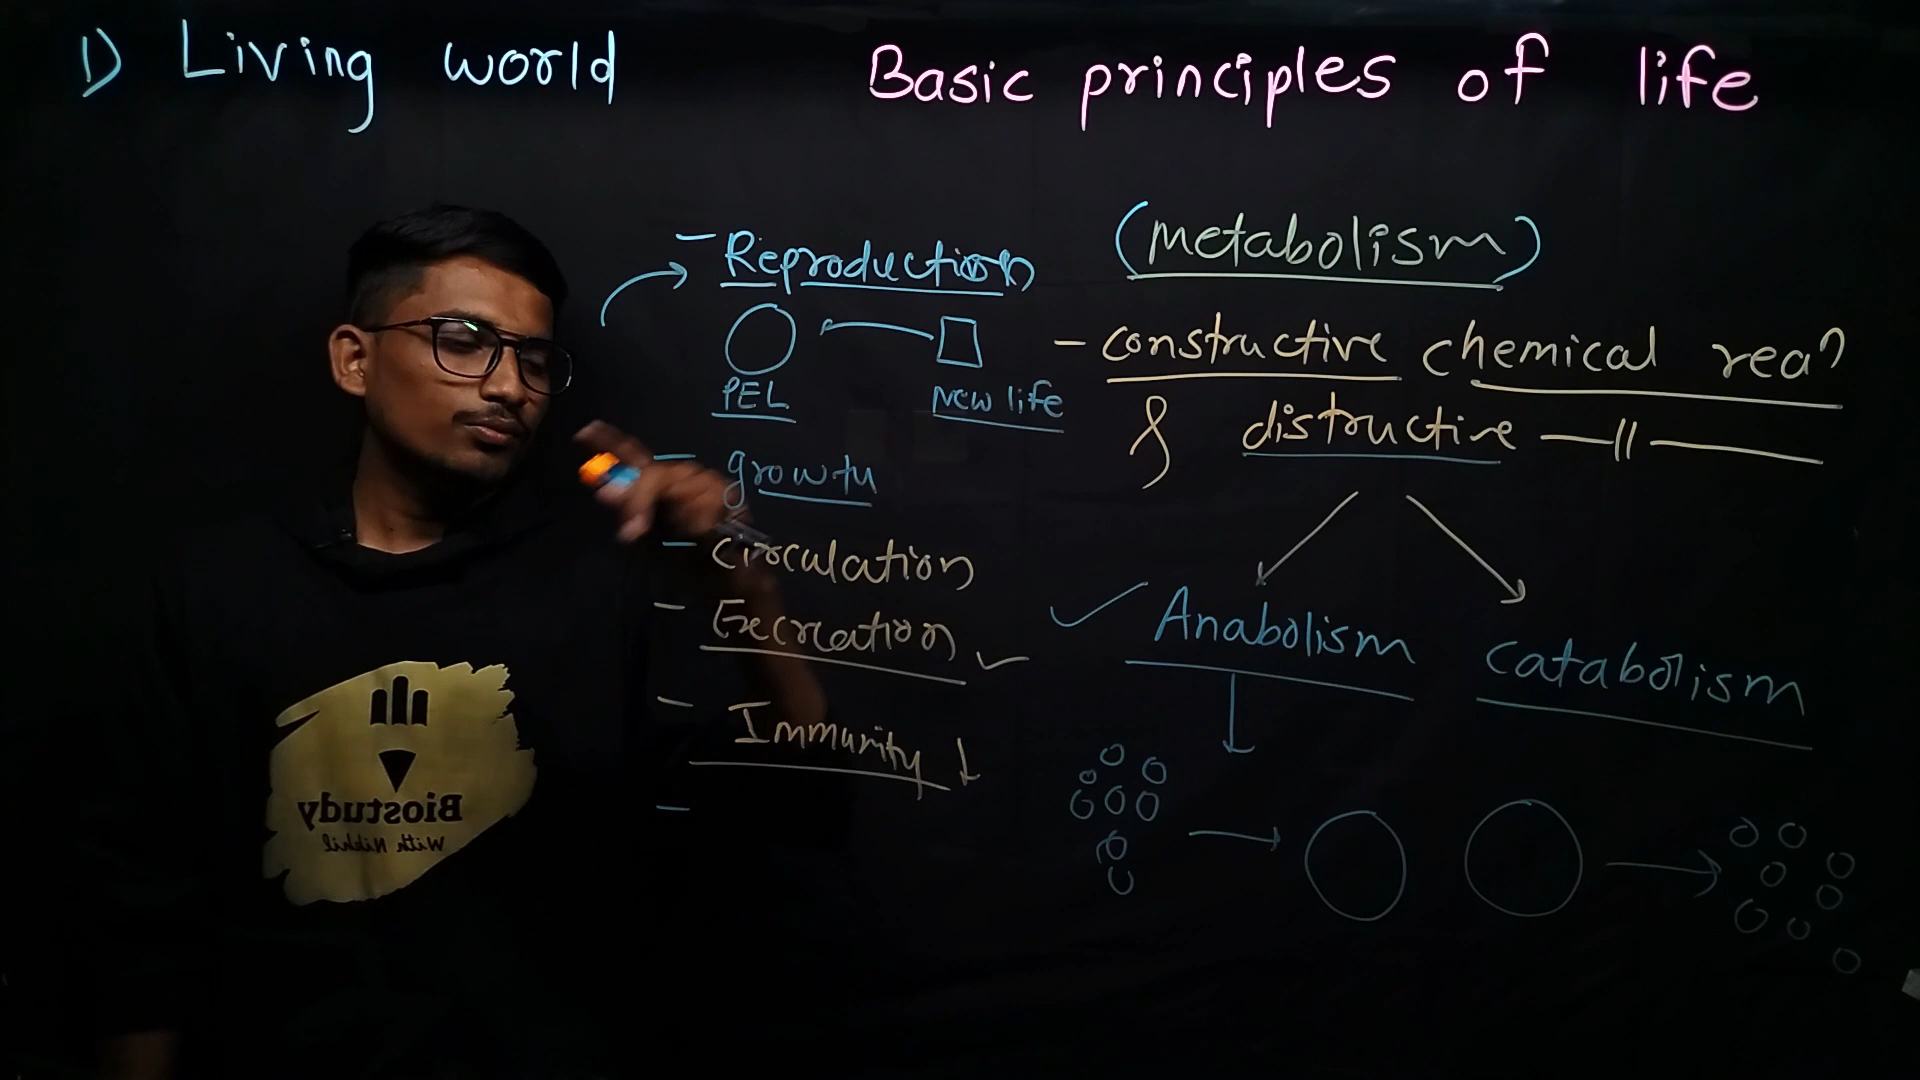 1) Living world
Basic principles of life
- Reproduction
PEL
New life
- growth
- circulation
- Excreation ✓
- Immunity ↓
-
(Metabolism)
- constructive chemical rea^n
& distructive —||—
✓ Anabolism
catabolism
Biostudy
With Nikhil